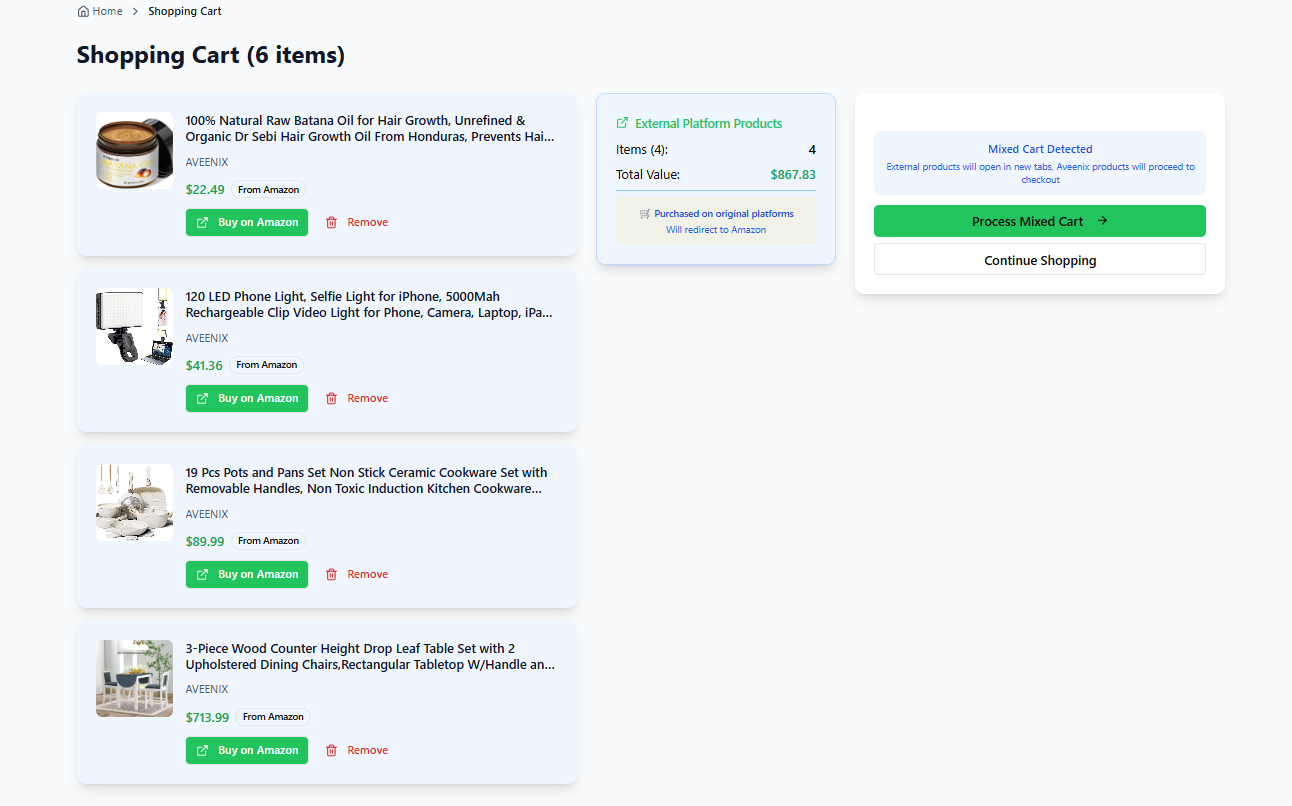 Home > Shopping Cart
Shopping Cart (6 items)
100% Natural Raw Batana Oil for Hair Growth, Unrefined &
Organic Dr Sebi Hair Growth Oil From Honduras, Prevents Hai...
AVEENIX
$22.49 From Amazon
Buy on Amazon Remove
120 LED Phone Light, Selfie Light for iPhone, 5000Mah
Rechargeable Clip Video Light for Phone, Camera, Laptop, iPa...
AVEENIX
$41.36 From Amazon
Buy on Amazon Remove
19 Pcs Pots and Pans Set Non Stick Ceramic Cookware Set with
Removable Handles, Non Toxic Induction Kitchen Cookware...
AVEENIX
$89.99 From Amazon
Buy on Amazon Remove
3-Piece Wood Counter Height Drop Leaf Table Set with 2
Upholstered Dining Chairs,Rectangular Tabletop W/Handle an...
AVEENIX
$713.99 From Amazon
Buy on Amazon Remove
External Platform Products
Items (4): 4
Total Value: $867.83
🛒 Purchased on original platforms
Will redirect to Amazon
Mixed Cart Detected
External products will open in new tabs, Aveenix products will proceed to
checkout
Process Mixed Cart →
Continue Shopping